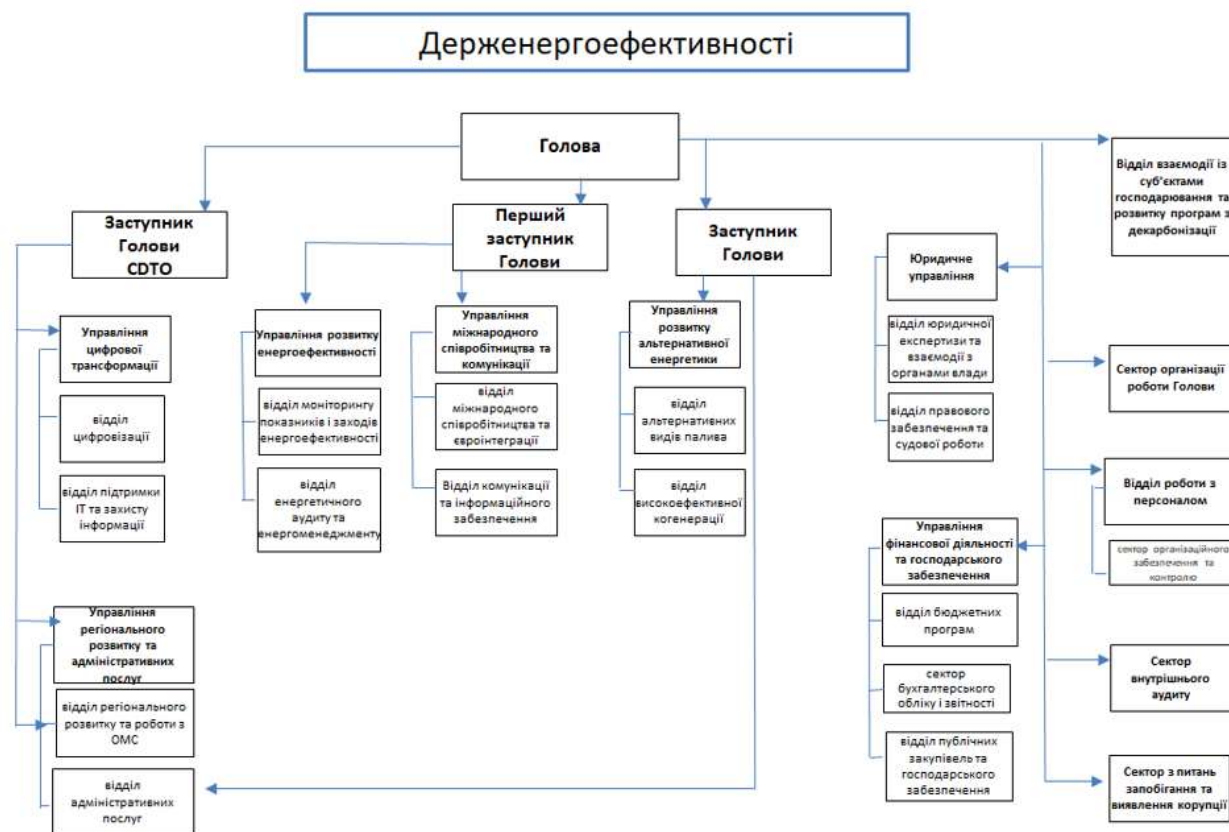 Держенергоефективності
Голова
Заступник
Голови
CDTO
Перший
заступник
Голови
Заступник
Голови
Відділ взаємодії із
суб'єктами
господарювання та
розвитку програм з
декарбонізації
Юридичне
управління
відділ юридичної
експертизи та
взаємодії з
органами влади
відділ правового
забезпечення та
судової роботи
Управління
цифрової
трансформації
відділ
цифровізації
відділ підтримки
ІТ та захисту
інформації
Управління розвитку
енергоефективності
відділ моніторингу
показників і заходів
енергоефективності
відділ
енергетичного
аудиту та
енергоменеджменту
Управління
міжнародного
співробітництва та
комунікації
відділ
міжнародного
співробітництва та
євроінтеграції
Відділ комунікації
та інформаційного
забезпечення
Управління
розвитку
альтернативної
енергетики
відділ
альтернативних
видів палива
відділ
високоефективної
когенерації
Сектор організації
роботи Голови
Відділ роботи з
персоналом
сектор організаційного
забезпечення та
контролю
Управління
фінансової діяльності
та господарського
забезпечення
відділ бюджетних
програм
сектор
бухгалтерського
обліку і звітності
відділ публічних
закупівель та
господарського
забезпечення
Управління
регіонального
розвитку та
адміністративних
послуг
відділ регіонального
розвитку та роботи з
ОМС
відділ
адміністративних
послуг
Сектор
внутрішнього
аудиту
Сектор з питань
запобігання та
виявлення корупції